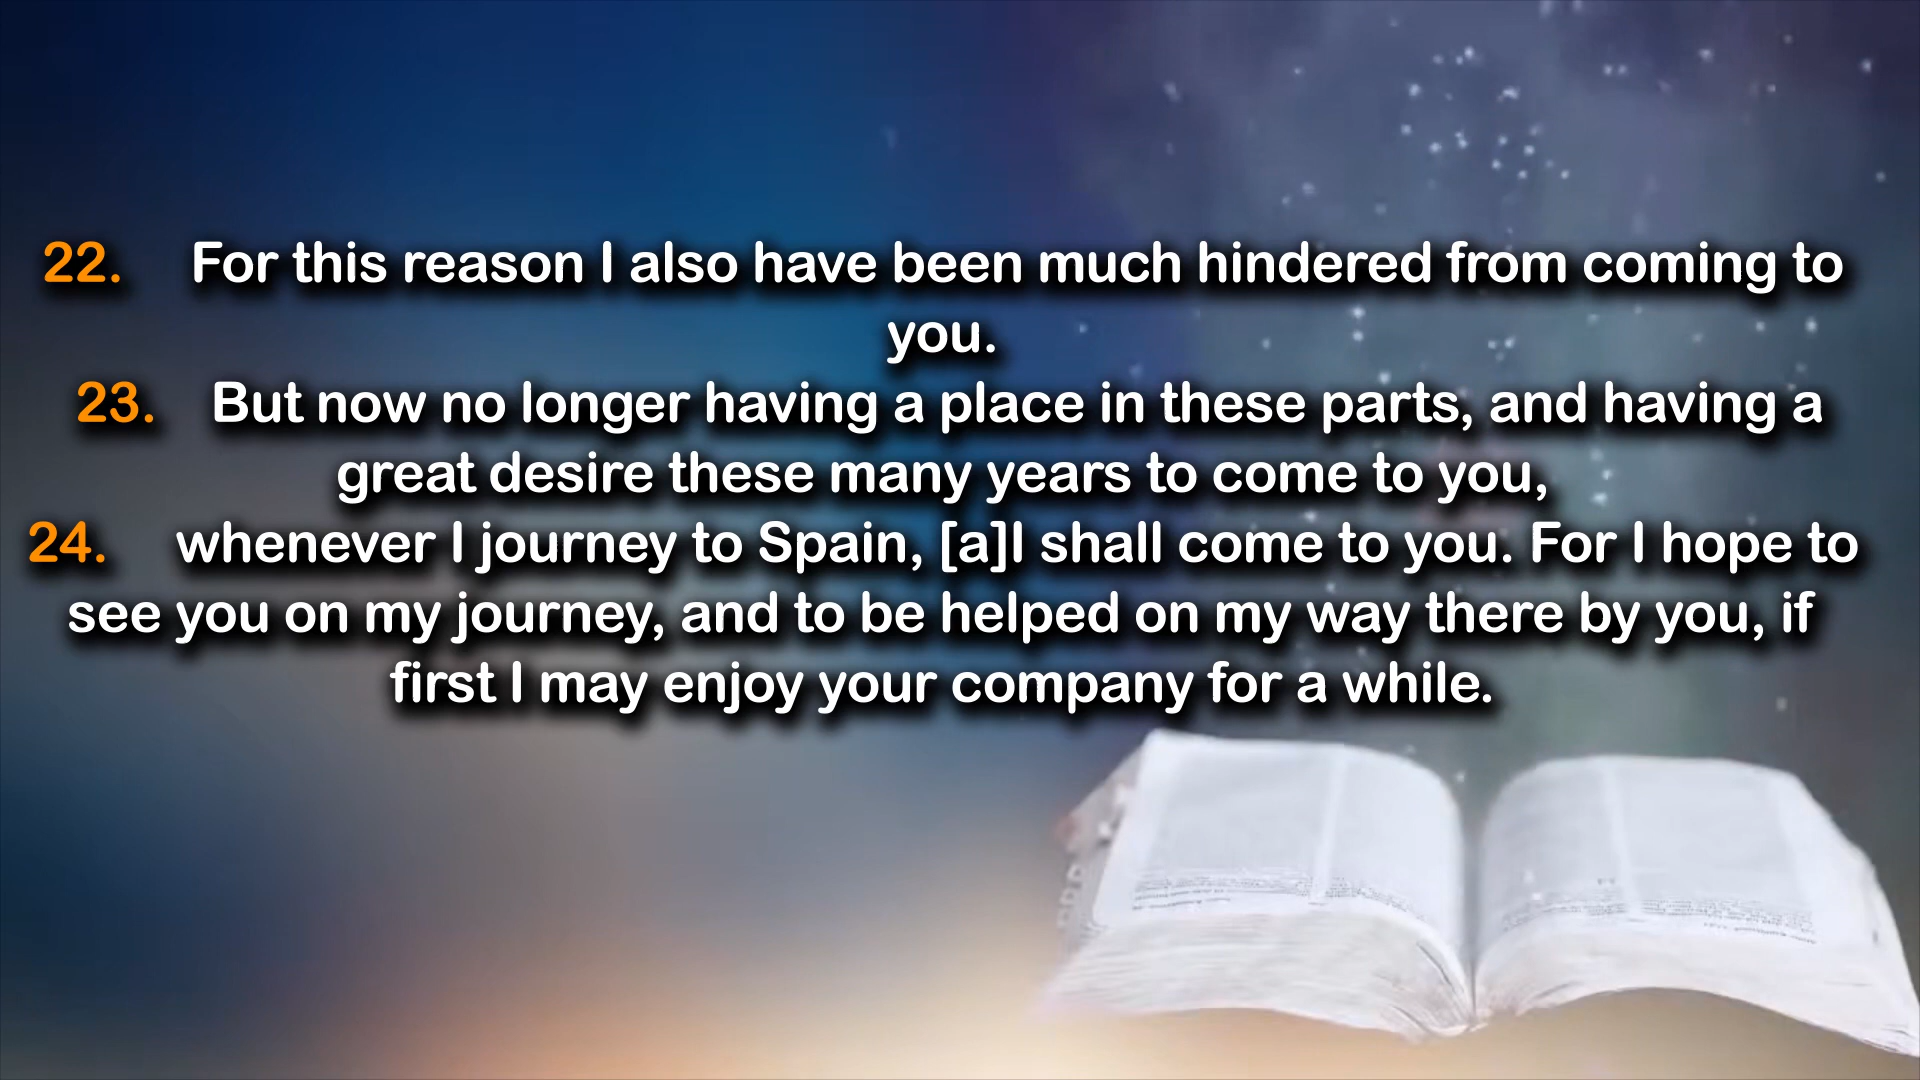 22. For this reason I also have been much hindered from coming to
you.
23. But now no longer having a place in these parts, and having a
great desire these many years to come to you,
24. whenever I journey to Spain, [a]I shall come to you. For I hope to
see you on my journey, and to be helped on my way there by you, if
first I may enjoy your company for a while.